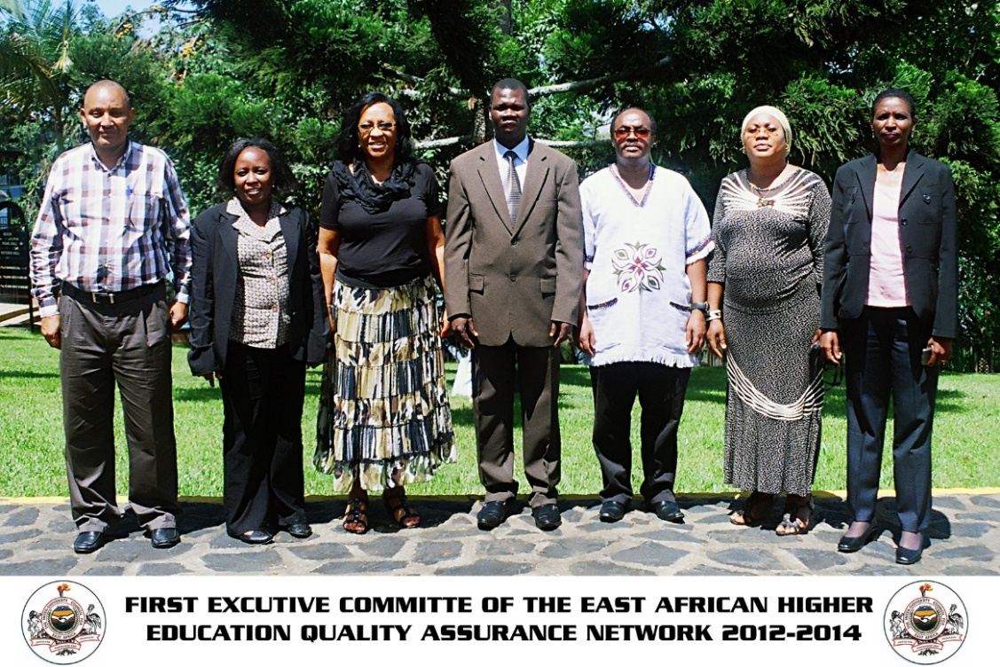 FIRST EXCUTIVE COMMITTE OF THE EAST AFRICAN HIGHER
EDUCATION QUALITY ASSURANCE NETWORK 2012-2014